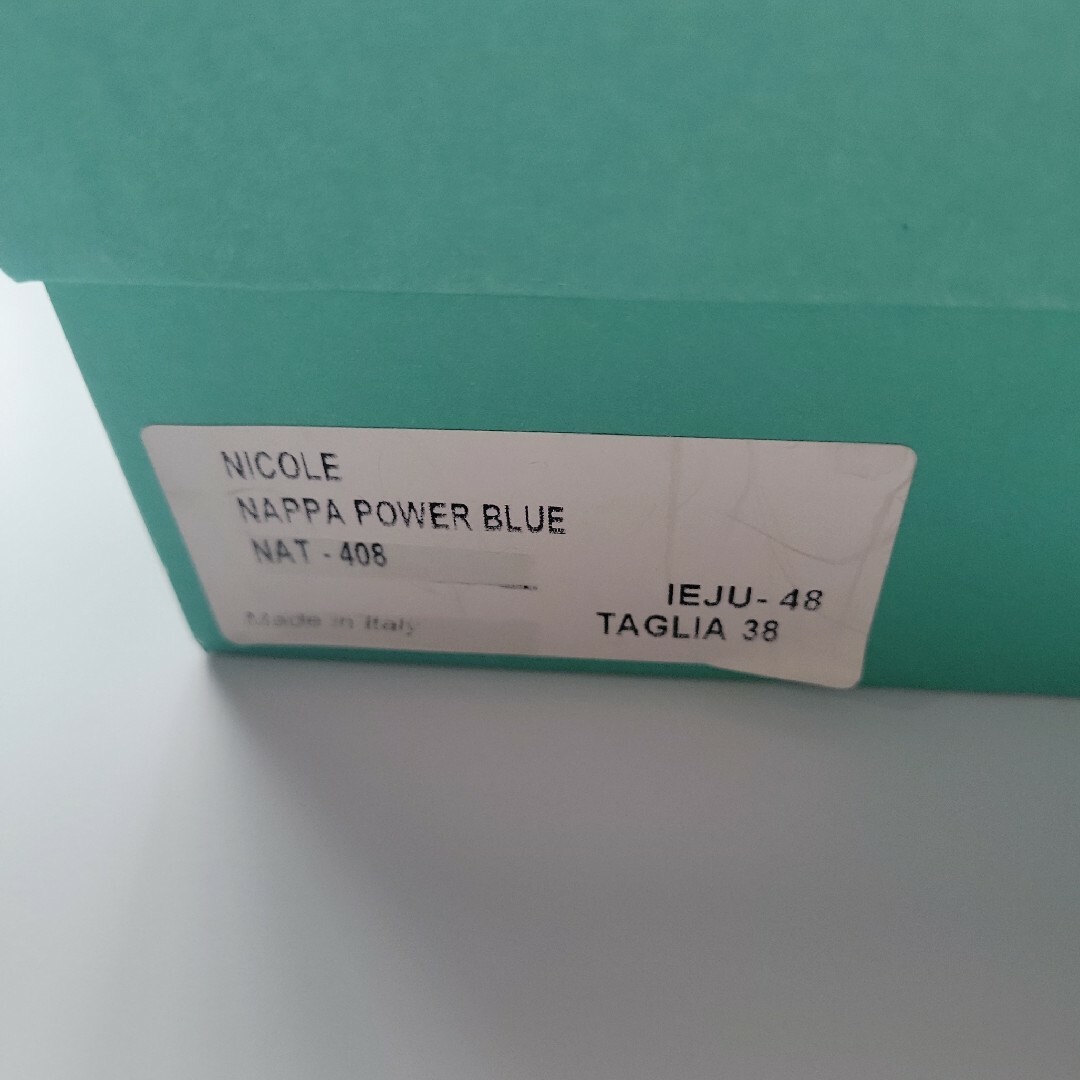 NICOLE
NAPPA POWER BLUE
NAT - 408
IEJU- 48
Made in Italy
TAGLIA 38